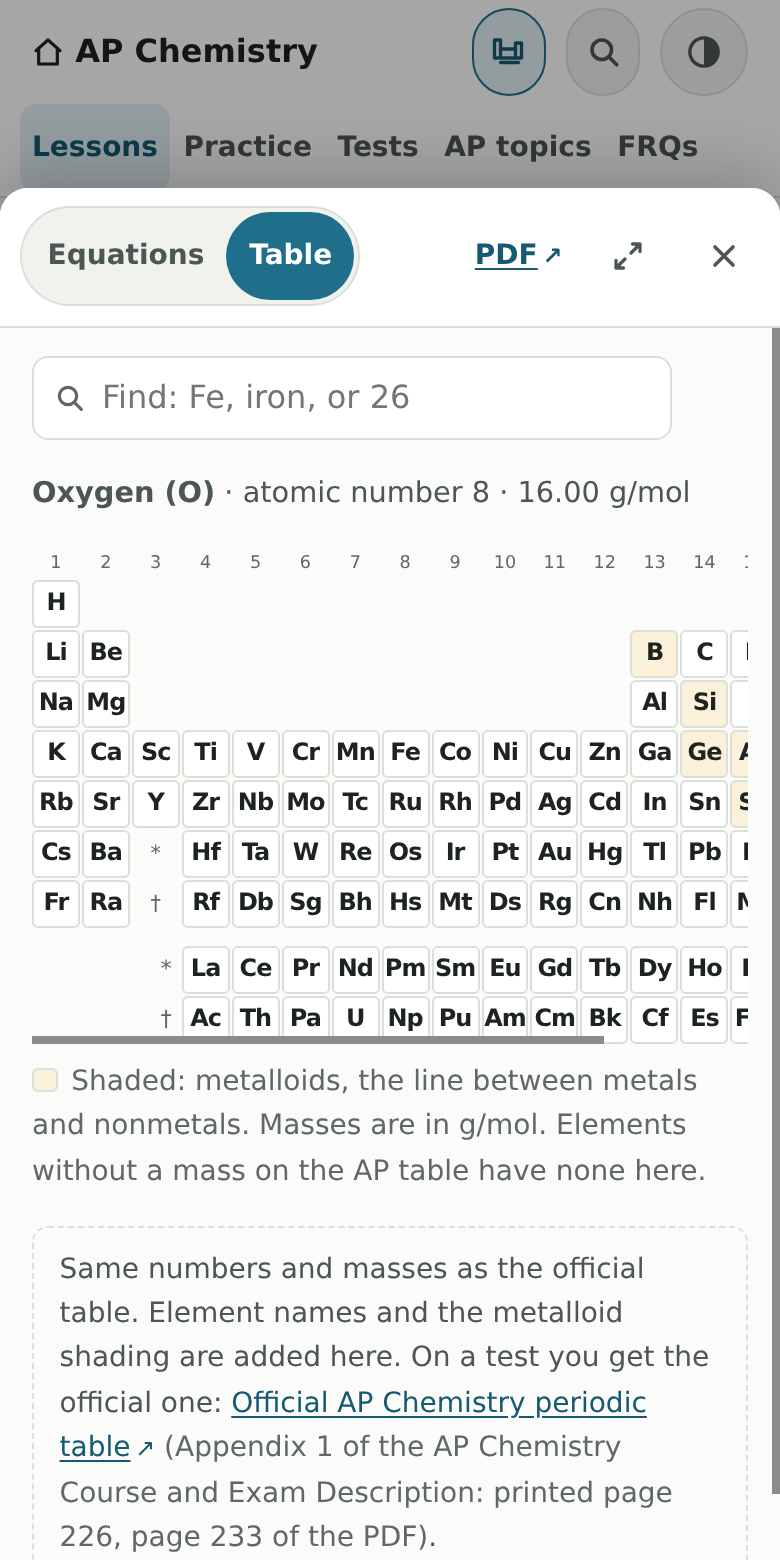 AP Chemistry
Lessons Practice Tests AP topics FRQs
Equations Table PDF ↗
Find: Fe, iron, or 26
Oxygen (O) · atomic number 8 · 16.00 g/mol
1 2 3 4 5 6 7 8 9 10 11 12 13 14
H
Li Be B C
Na Mg Al Si
K Ca Sc Ti V Cr Mn Fe Co Ni Cu Zn Ga Ge
Rb Sr Y Zr Nb Mo Tc Ru Rh Pd Ag Cd In Sn
Cs Ba * Hf Ta W Re Os Ir Pt Au Hg Tl Pb
Fr Ra † Rf Db Sg Bh Hs Mt Ds Rg Cn Nh Fl
* La Ce Pr Nd Pm Sm Eu Gd Tb Dy Ho
† Ac Th Pa U Np Pu Am Cm Bk Cf Es
Shaded: metalloids, the line between metals
and nonmetals. Masses are in g/mol. Elements
without a mass on the AP table have none here.
Same numbers and masses as the official
table. Element names and the metalloid
shading are added here. On a test you get the
official one: Official AP Chemistry periodic
table ↗ (Appendix 1 of the AP Chemistry
Course and Exam Description: printed page
226, page 233 of the PDF).